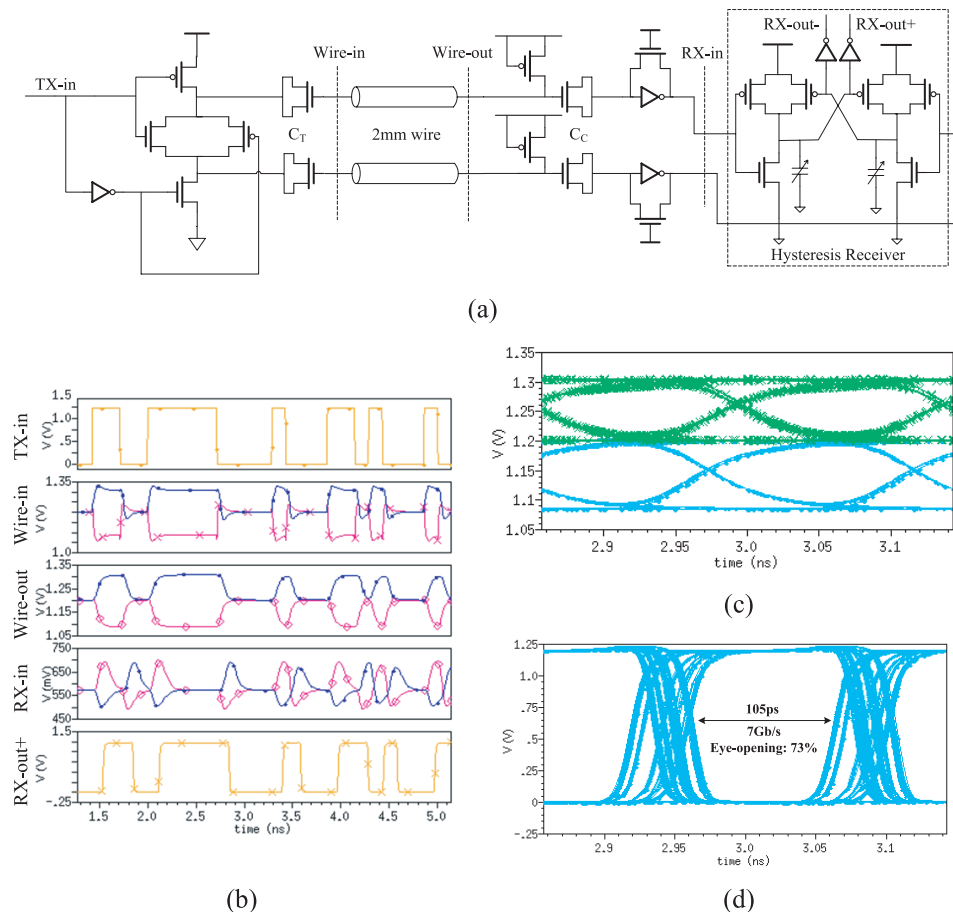 (a)
RX-out- RX-out+
Wire-in Wire-out RX-in
TX-in
C_T 2mm wire C_C
Hysteresis Receiver
(a)
TX-in
V (V)
1.5
1.0
.5
0
Wire-in
V (V)
1.35
1.0
Wire-out
V (V)
1.35
1.25
1.15
1.05
RX-in
V (mV)
750
650
550
450
RX-out+
V (V)
1.5
-.25
1.5 2.0 2.5 3.0 3.5 4.0 4.5 5.0
time (ns)
(b)
V (V)
1.35
1.3
1.25
1.2
1.15
1.1
1.05
2.9 2.95 3.0 3.05 3.1
time (ns)
(c)
V (V)
1.25
1.0
.75
.5
.25
0
-.25
105ps
7Gb/s
Eye-opening: 73%
2.9 2.95 3.0 3.05 3.1
time (ns)
(d)